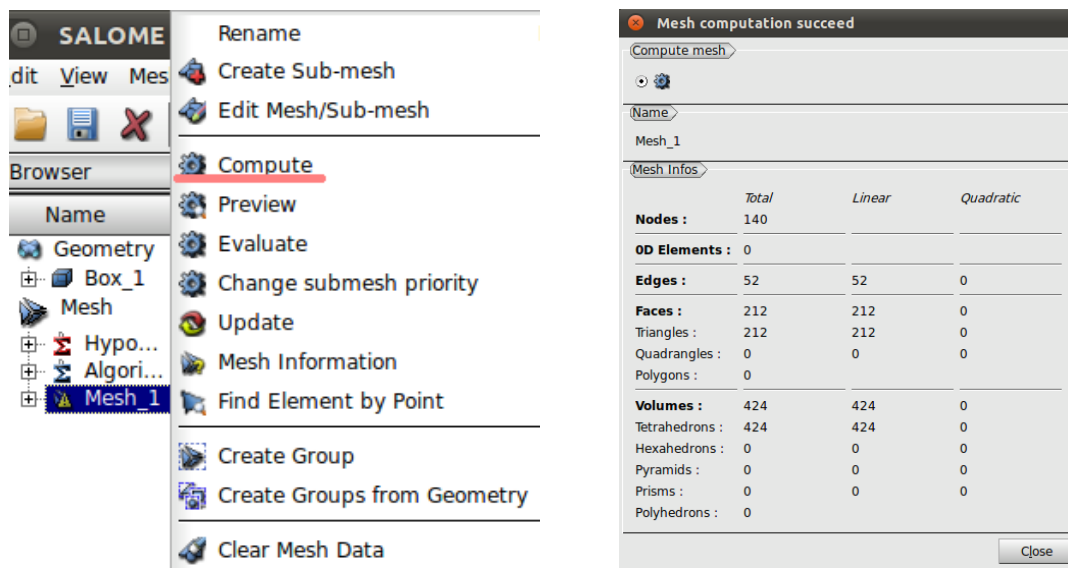 SALOME
dit View Mes
Browser
Name
Geometry
Box_1
Mesh
Hypo...
Algori...
Mesh_1
Rename
Create Sub-mesh
Edit Mesh/Sub-mesh
Compute
Preview
Evaluate
Change submesh priority
Update
Mesh Information
Find Element by Point
Create Group
Create Groups from Geometry
Clear Mesh Data
Mesh computation succeed
Compute mesh
Name
Mesh_1
Mesh Infos
Total Linear Quadratic
Nodes : 140
0D Elements : 0
Edges : 52 52 0
Faces : 212 212 0
Triangles : 212 212 0
Quadrangles : 0 0 0
Polygons : 0
Volumes : 424 424 0
Tetrahedrons : 424 424 0
Hexahedrons : 0 0 0
Pyramids : 0 0 0
Prisms : 0 0 0
Polyhedrons : 0
Close